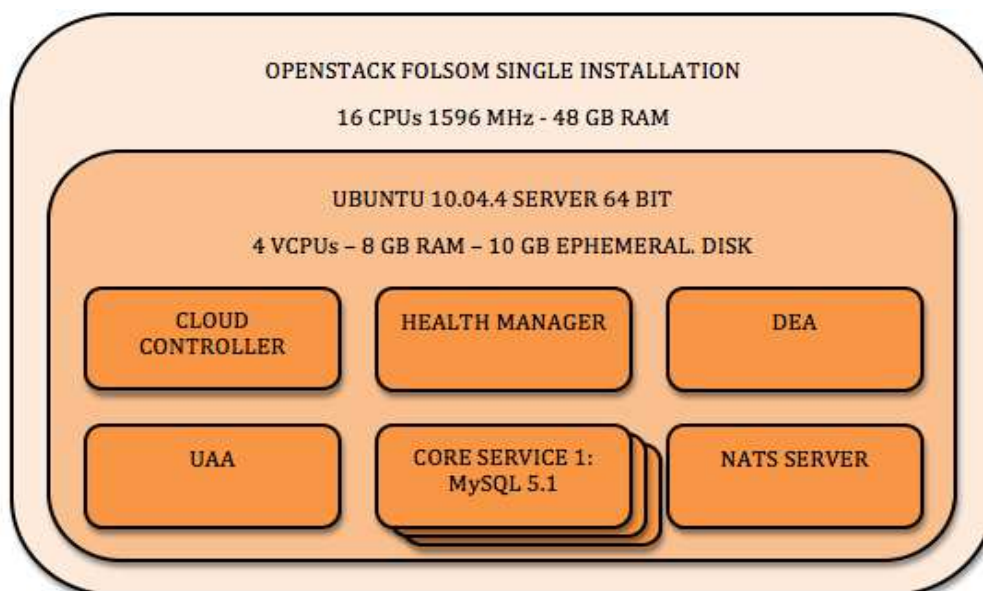 OPENSTACK FOLSOM SINGLE INSTALLATION
16 CPUs 1596 MHz - 48 GB RAM
UBUNTU 10.04.4 SERVER 64 BIT
4 VCPUs – 8 GB RAM – 10 GB EPHEMERAL. DISK
CLOUD
CONTROLLER
HEALTH MANAGER
DEA
UAA
CORE SERVICE 1:
MySQL 5.1
NATS SERVER